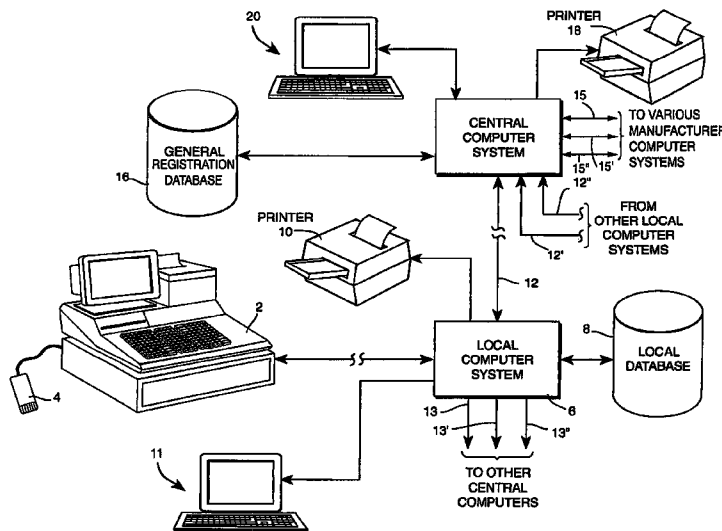 PRINTER
18
20
CENTRAL
COMPUTER
SYSTEM
15
15'
15"
TO VARIOUS
MANUFACTURER
COMPUTER
SYSTEMS
GENERAL
REGISTRATION
DATABASE
16
12"
12'
FROM
OTHER LOCAL
COMPUTER
SYSTEMS
PRINTER
10
12
2
4
LOCAL
COMPUTER
SYSTEM
6
8
LOCAL
DATABASE
13
13'
13"
TO OTHER
CENTRAL
COMPUTERS
11